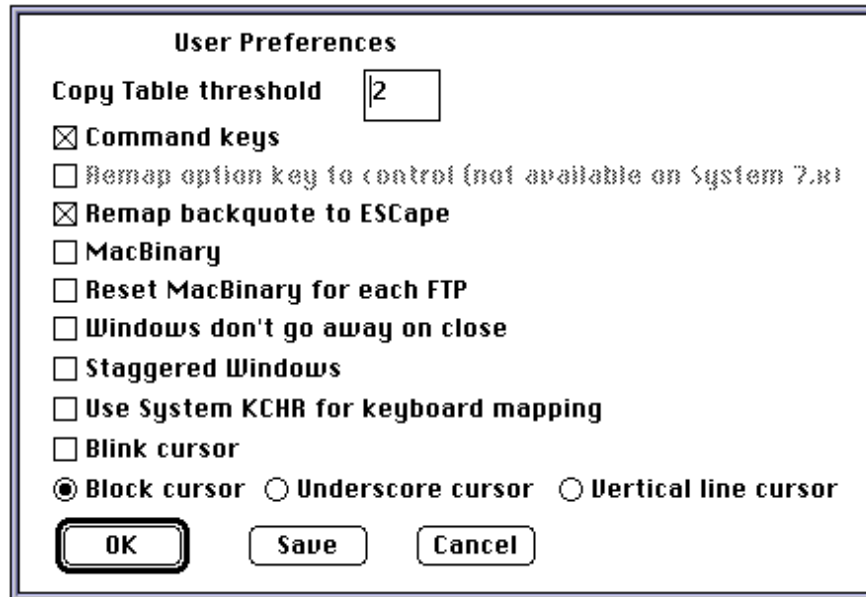 User Preferences
Copy Table threshold 2
Command keys
Remap option key to control (not available on System 7.x)
Remap backquote to ESCape
MacBinary
Reset MacBinary for each FTP
Windows don't go away on close
Staggered Windows
Use System KCHR for keyboard mapping
Blink cursor
Block cursor Underscore cursor Vertical line cursor
OK Save Cancel